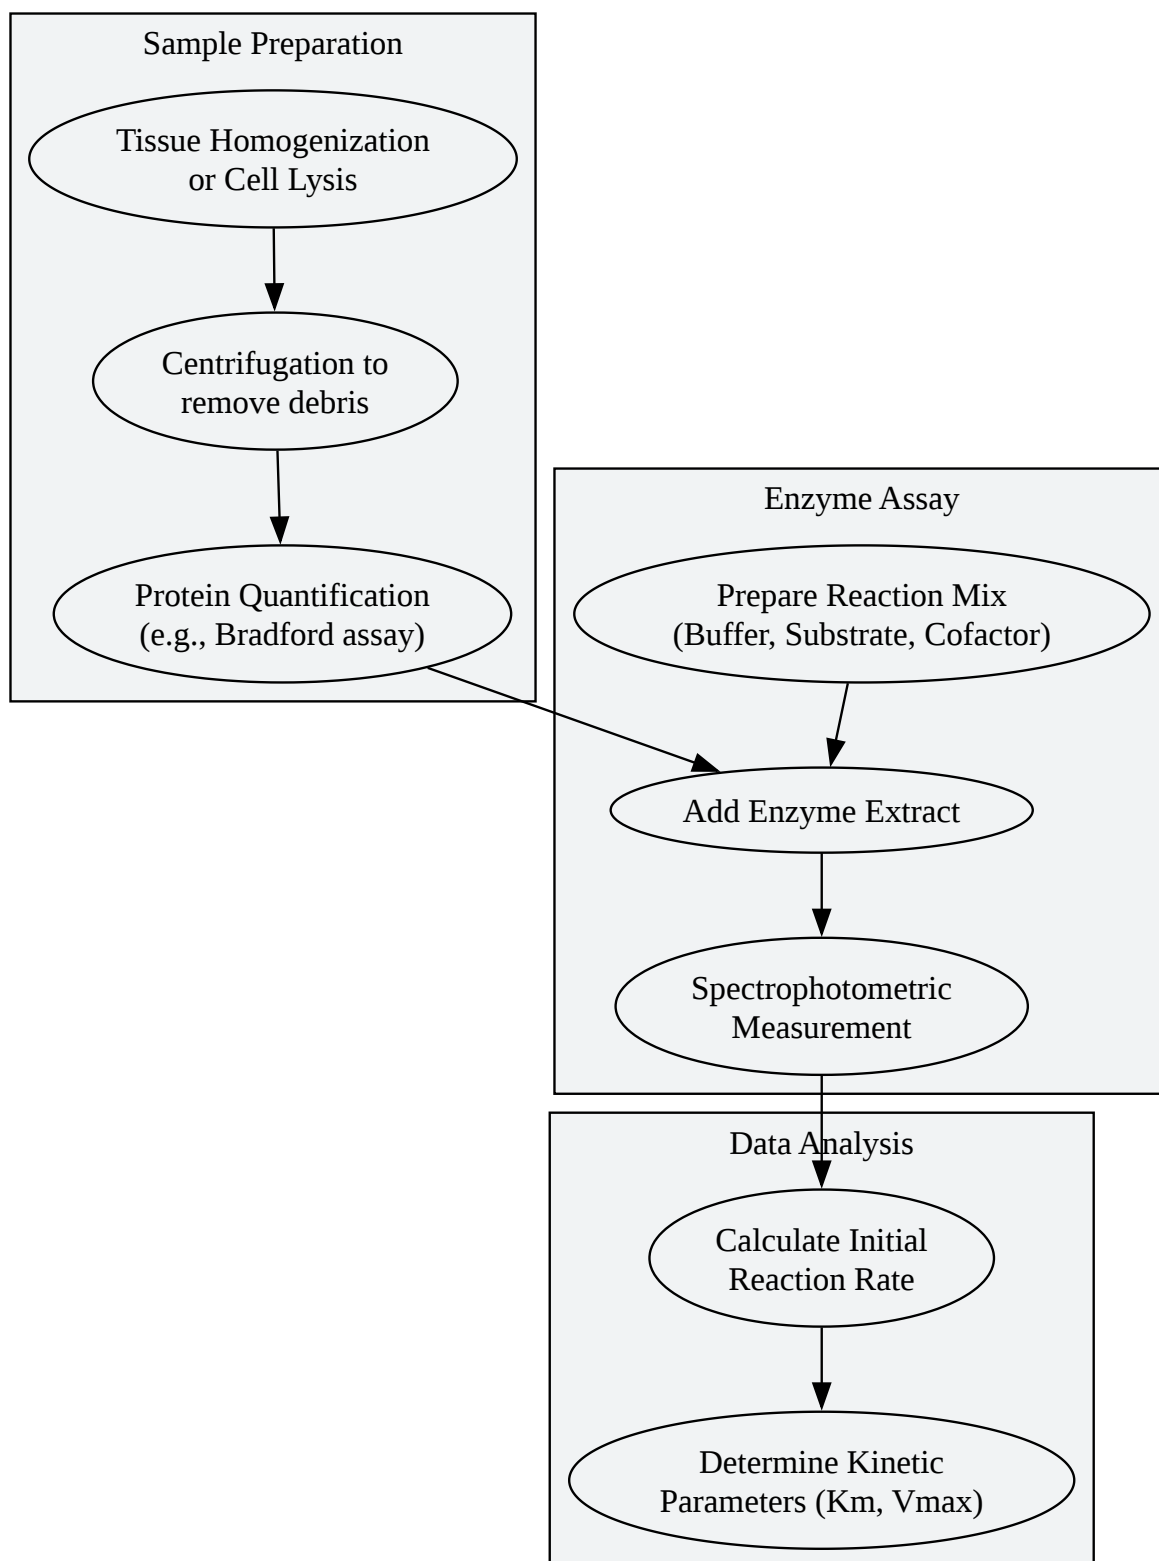 Sample Preparation
Tissue Homogenization
or Cell Lysis
Centrifugation to
remove debris
Protein Quantification
(e.g., Bradford assay)
Enzyme Assay
Prepare Reaction Mix
(Buffer, Substrate, Cofactor)
Add Enzyme Extract
Spectrophotometric
Measurement
Data Analysis
Calculate Initial
Reaction Rate
Determine Kinetic
Parameters (Km, Vmax)